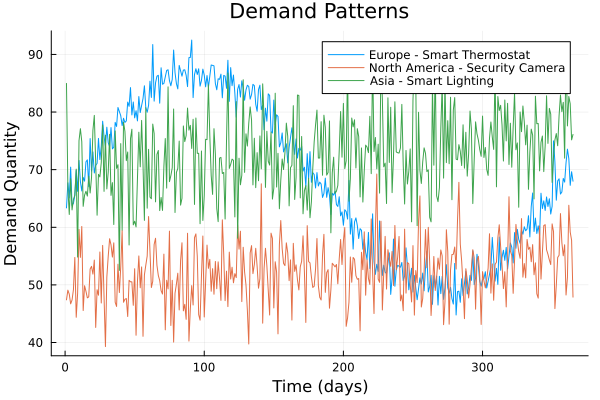 Demand Patterns
Europe - Smart Thermostat
North America - Security Camera
Asia - Smart Lighting
Demand Quantity
90
80
70
60
50
40
0
100
200
300
Time (days)